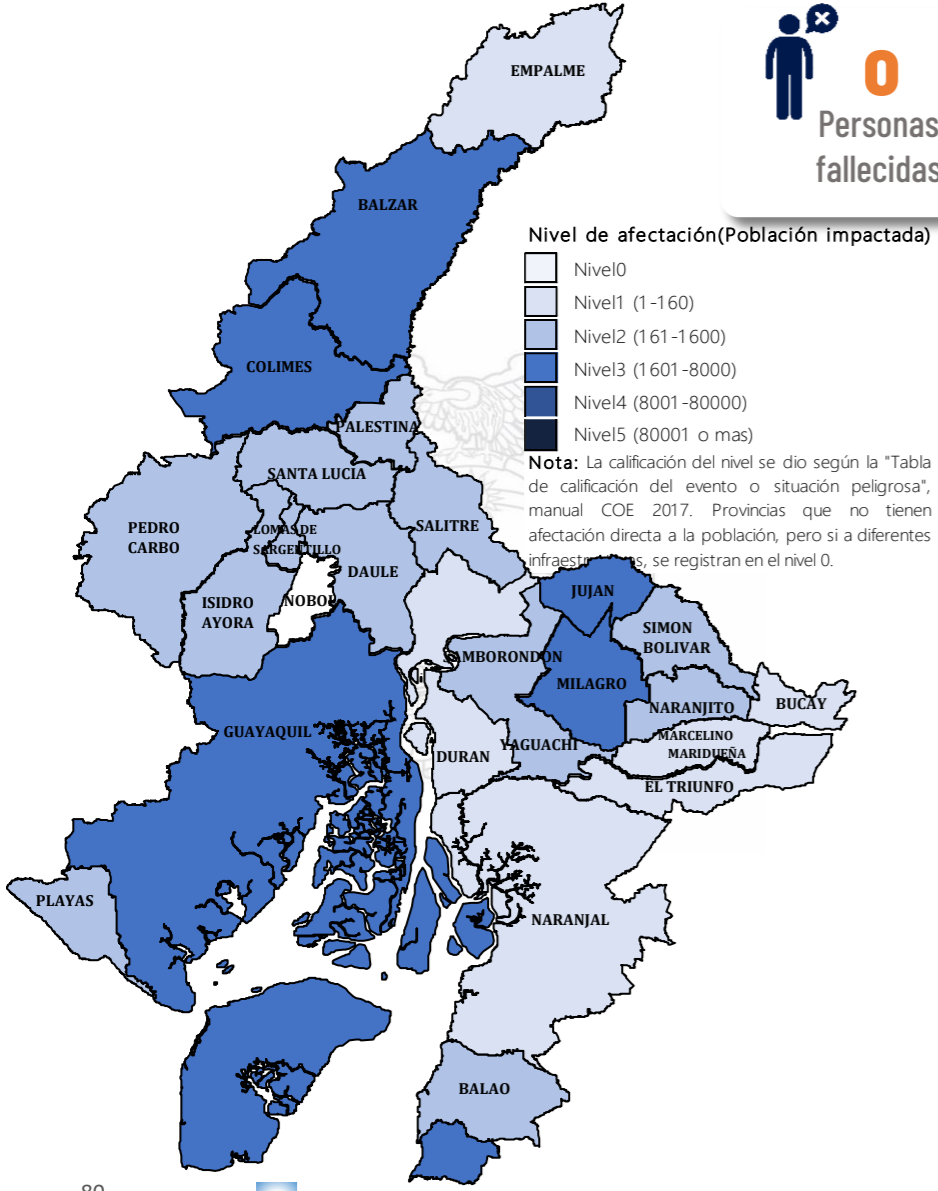 0
Personas
fallecidas
Nivel de afectación(Población impactada)
Nivel0
Nivel1 (1-160)
Nivel2 (161-1600)
Nivel3 (1601-8000)
Nivel4 (8001-80000)
Nivel5 (80001 o mas)
Nota: La calificación del nivel se dio según la "Tabla
de calificación del evento o situación peligrosa",
manual COE 2017. Provincias que no tienen
afectación directa a la población, pero si a diferentes
se registran en el nivel 0.
EMPALME
BALZAR
COLIMES
PALESTINA
SANTA LUCIA
PEDRO
CARBO
LOMAS DE
SARGENTILLO
SALITRE
DAULE
ISIDRO
AYORA
NOBOL
JUJAN
SIMON
BOLIVAR
AMBORONDON
MILAGRO
NARANJITO
BUCAY
GUAYAQUIL
DURAN
YAGUACHI
MARCELINO
MARIDUEÑA
EL TRIUNFO
PLAYAS
NARANJAL
BALAO